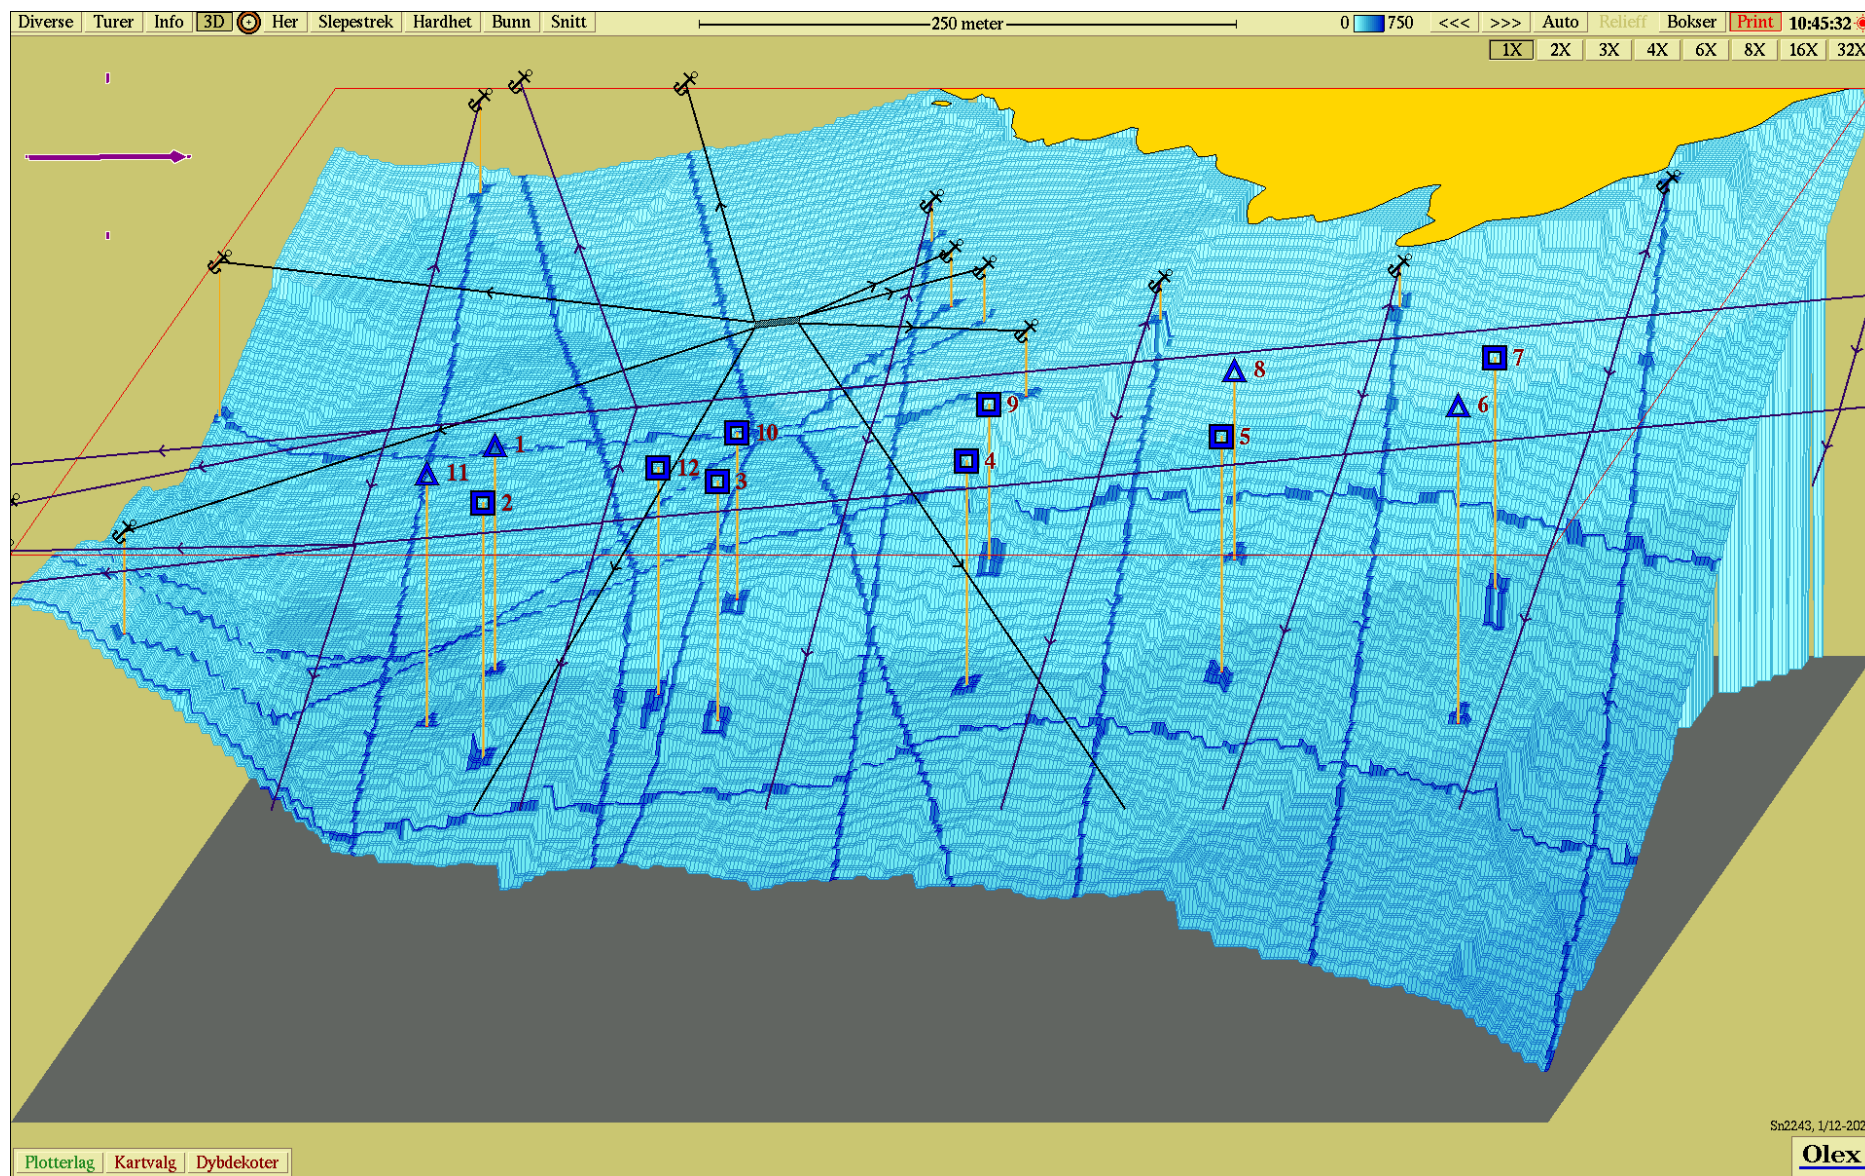 Diverse Turer Info 3D Her Slepestrek Hardhet Bunn Snitt 250 meter 0 750 <<< >>> Auto Relieff Bokser Print 10:45:32
1X 2X 3X 4X 6X 8X 16X 32X
7
8
6
9
10
5
1
4
11
12
3
2
Sn2243, 1/12-202
Plotterlag Kartvalg Dybdekoter
Olex